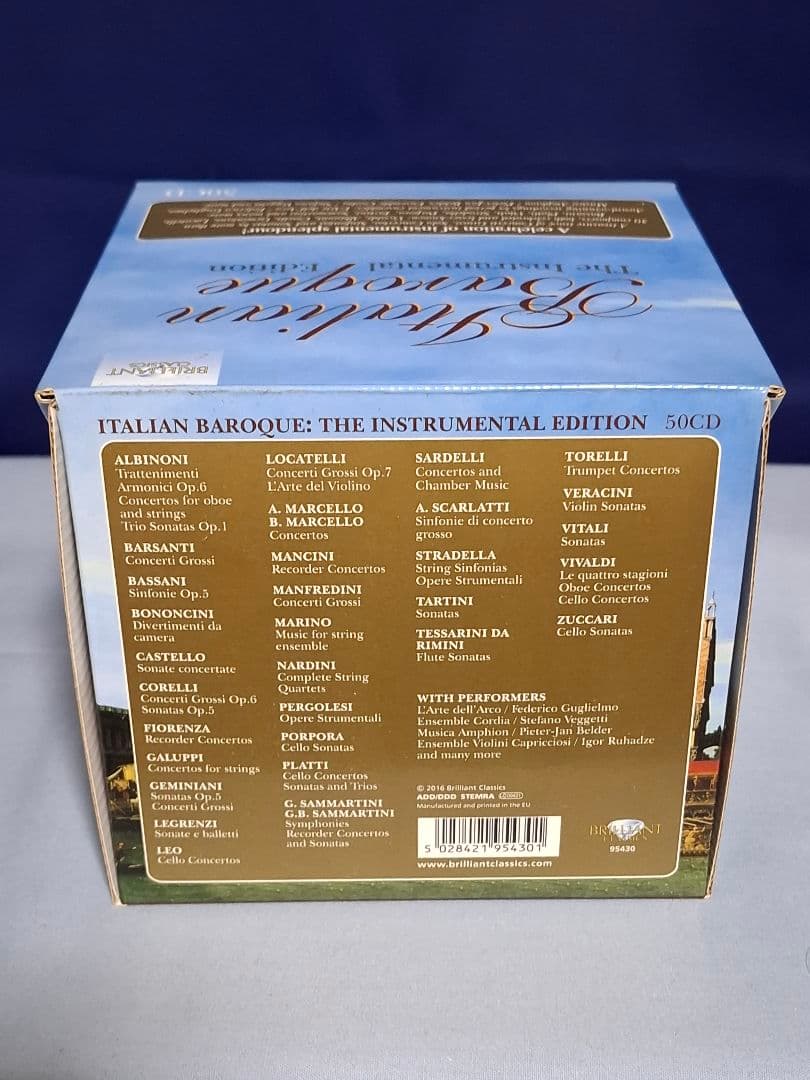 Italian
Baroque
The Instrumental Edition
A celebration of instrumental splendour!
50CD
BRILLIANT
CLASSICS
ITALIAN BAROQUE: THE INSTRUMENTAL EDITION 50CD
ALBINONI
Trattenimenti
Armonici Op.6
Concertos for oboe
and strings
Trio Sonatas Op.1
BARSANTI
Concerti Grossi
BASSANI
Sinfonie Op.5
BONONCINI
Divertimenti da
camera
CASTELLO
Sonate concertate
CORELLI
Concerti Grossi Op.6
Sonatas Op.5
FIORENZA
Recorder Concertos
GALUPPI
Concertos for strings
GEMINIANI
Sonatas Op.5
Concerti Grossi
LEGRENZI
Sonate e balletti
LEO
Cello Concertos
LOCATELLI
Concerti Grossi Op.7
L'Arte del Violino
A. MARCELLO
B. MARCELLO
Concertos
MANCINI
Recorder Concertos
MANFREDINI
Concerti Grossi
MARINO
Music for string
ensemble
NARDINI
Complete String
Quartets
PERGOLESI
Opere Strumentali
PORPORA
Cello Sonatas
PLATTI
Cello Concertos
Sonatas and Trios
G. SAMMARTINI
G.B. SAMMARTINI
Symphonies
Recorder Concertos
and Sonatas
SARDELLI
Concertos and
Chamber Music
A. SCARLATTI
Sinfonie di concerto
grosso
STRADELLA
String Sinfonias
Opere Strumentali
TARTINI
Sonatas
TESSARINI DA
RIMINI
Flute Sonatas
TORELLI
Trumpet Concertos
VERACINI
Violin Sonatas
VITALI
Sonatas
VIVALDI
Le quattro stagioni
Oboe Concertos
Cello Concertos
ZUCCARI
Cello Sonatas
WITH PERFORMERS
L'Arte dell'Arco / Federico Guglielmo
Ensemble Cordia / Stefano Veggetti
Musica Amphion / Pieter-Jan Belder
Ensemble Violini Capricciosi / Igor Ruhadze
and many more
© 2016 Brilliant Classics
ADD/DDD STEMRA
Manufactured and printed in the EU
5 028421 954301
www.brilliantclassics.com
BRILLIANT
CLASSICS
95430